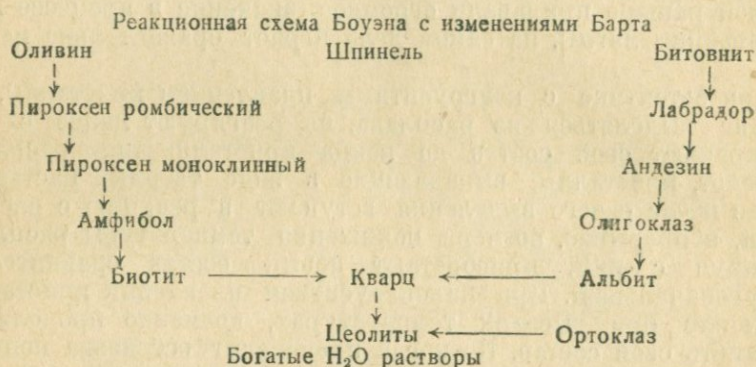 Реакционная схема Боуэна с изменениями Барта
Оливин Шпинель Битовнит
Пироксен ромбический Лабрадор
Пироксен моноклинный Андезин
Амфибол Олигоклаз
Биотит Кварц Альбит
Цеолиты Ортоклаз
Богатые H₂O растворы